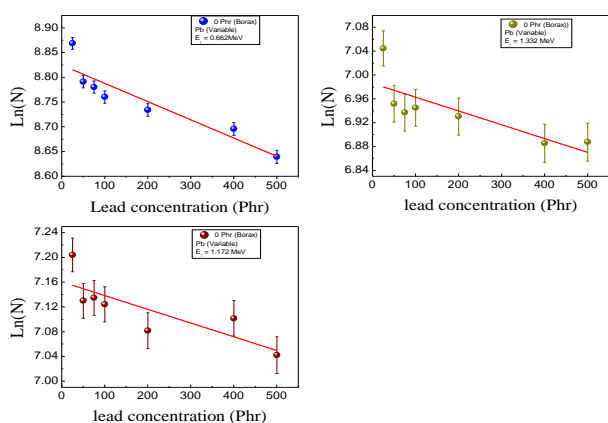 8.90
8.85
8.80
8.75
8.70
8.65
8.60
Ln(N)
0 Phr (Borax)
Pb (Variable)
E = 0.662MeV
0 100 200 300 400 500
Lead concentration (Phr)
7.08
7.04
7.00
6.96
6.92
6.88
6.84
Ln(N)
0 Phr (Borax))
Pb (Variable)
E = 1.332 MeV
0 100 200 300 400 500
lead concentration (Phr)
7.24
7.20
7.16
7.12
7.08
7.04
7.00
Ln(N)
0 Phr (Borax)
Pb (Variable)
E = 1.172 MeV
0 100 200 300 400 500
lead concentration (Phr)